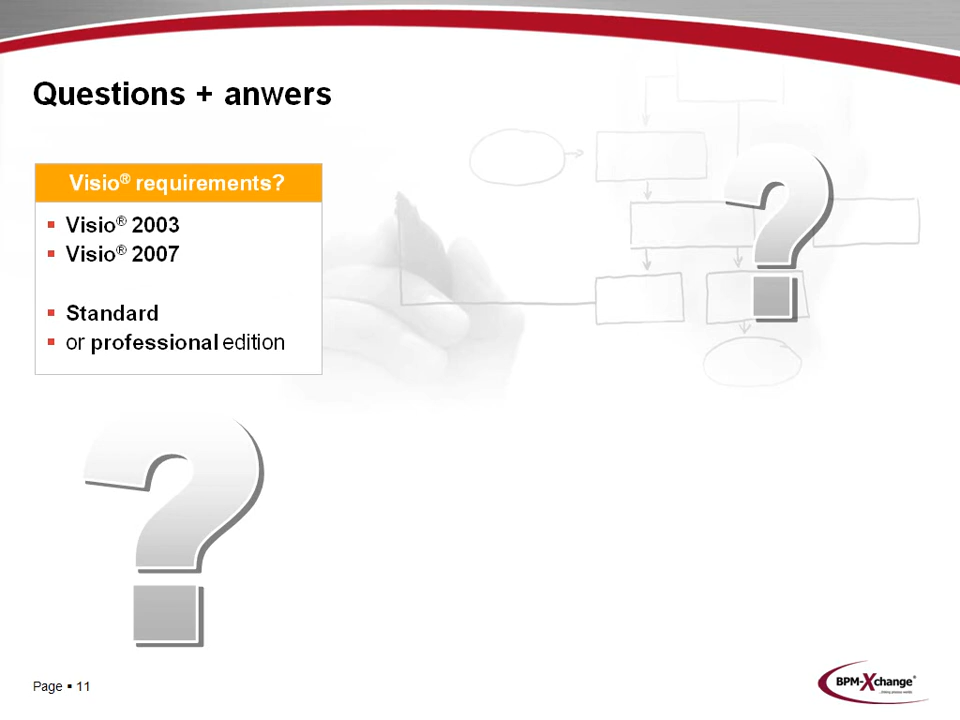 Questions + anwers
Visio® requirements?
▪ Visio® 2003
▪ Visio® 2007
▪ Standard
▪ or professional edition
Page ▪ 11
BPM-Xchange®